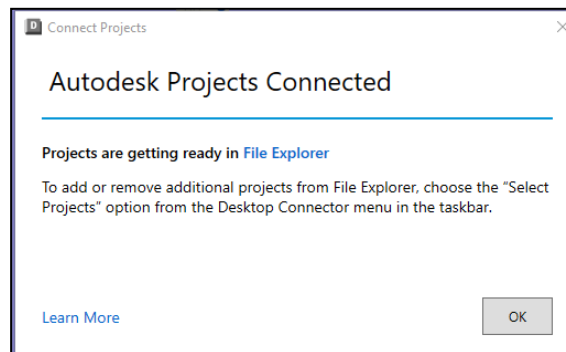 D Connect Projects
Autodesk Projects Connected
Projects are getting ready in File Explorer
To add or remove additional projects from File Explorer, choose the "Select
Projects" option from the Desktop Connector menu in the taskbar.
Learn More
OK